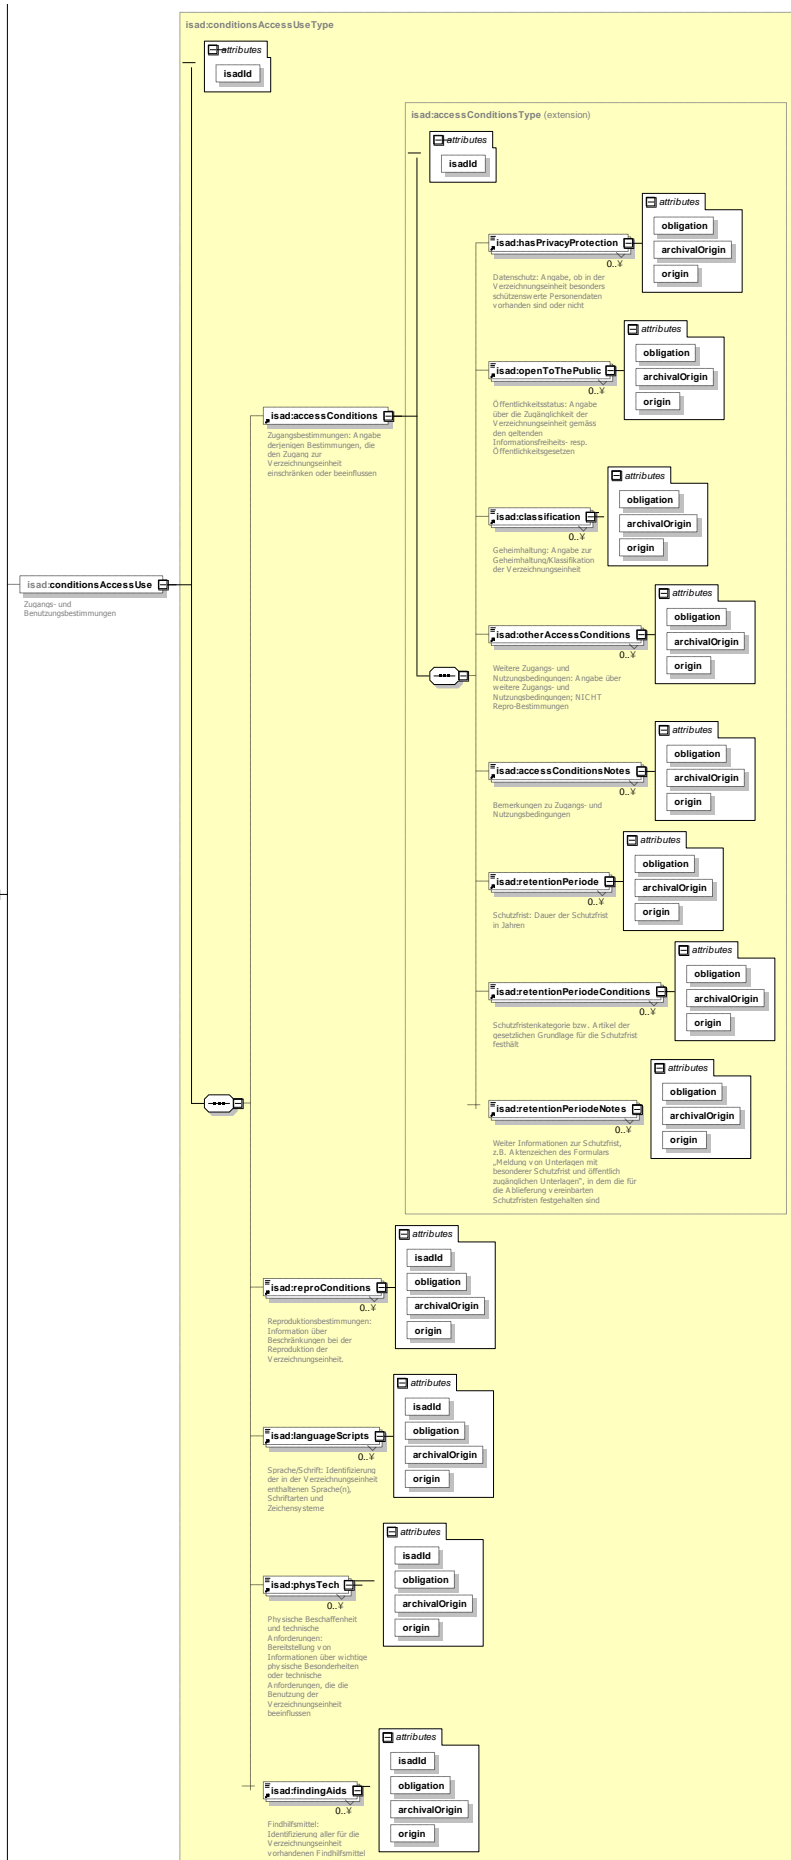 isad:conditionsAccessUseType
attributes
isadId
isad:accessConditionsType (extension)
attributes
isadId
attributes
obligation
archivalOrigin
origin
isad:hasPrivacyProtection
0..¥
Datenschutz: Angabe, ob in der
Verzeichnungseinheit besonders
schützenswerte Personendaten
vorhanden sind oder nicht
attributes
obligation
archivalOrigin
origin
isad:openToThePublic
0..¥
Öffentlichkeitsstatus: Angabe
über die Zugänglichkeit der
Verzeichnungseinheit gemäss
den geltenden
Informationsfreiheits- resp.
Öffentlichkeitsgesetzen
isad:accessConditions
Zugangsbestimmungen: Angabe
derjenigen Bestimmungen, die
den Zugang zur
Verzeichnungseinheit
einschränken oder beeinflussen
attributes
obligation
archivalOrigin
origin
isad:classification
0..¥
Geheimhaltung: Angabe zur
Geheimhaltung/Klassifikation
der Verzeichnungseinheit
isad:conditionsAccessUse
Zugangs- und
Benutzungsbestimmungen
attributes
obligation
archivalOrigin
origin
isad:otherAccessConditions
0..¥
Weitere Zugangs- und
Nutzungsbedingungen: Angabe über
weitere Zugangs- und
Nutzungsbedingungen; NICHT
Repro-Bestimmungen
attributes
obligation
archivalOrigin
origin
isad:accessConditionsNotes
0..¥
Bemerkungen zu Zugangs- und
Nutzungsbedingungen
attributes
obligation
archivalOrigin
origin
isad:retentionPeriode
0..¥
Schutzfrist: Dauer der Schutzfrist
in Jahren
attributes
obligation
archivalOrigin
origin
isad:retentionPeriodeConditions
0..¥
Schutzfristenkategorie bzw. Artikel der
gesetzlichen Grundlage für die Schutzfrist
festhält
attributes
obligation
archivalOrigin
origin
isad:retentionPeriodeNotes
0..¥
Weiter Informationen zur Schutzfrist,
z.B. Aktenzeichen des Formulars
„Meldung von Unterlagen mit
besonderer Schutzfrist und öffentlich
zugänglichen Unterlagen“, in dem die für
die Ablieferung vereinbarten
Schutzfristen festgehalten sind
attributes
isadId
obligation
archivalOrigin
origin
isad:reproConditions
0..¥
Reproduktionsbestimmungen:
Information über
Beschränkungen bei der
Reproduktion der
Verzeichnungseinheit.
attributes
isadId
obligation
archivalOrigin
origin
isad:languageScripts
0..¥
Sprache/Schrift: Identifizierung
der in der Verzeichnungseinheit
enthaltenen Sprache(n),
Schriftarten und
Zeichensysteme
attributes
isadId
obligation
archivalOrigin
origin
isad:physTech
0..¥
Physische Beschaffenheit
und technische
Anforderungen:
Bereitstellung von
Informationen über wichtige
physische Besonderheiten
oder technische
Anforderungen, die die
Benutzung der
Verzeichnungseinheit
beeinflussen
attributes
isadId
obligation
archivalOrigin
origin
isad:findingAids
0..¥
Findhilfsmittel:
Identifizierung aller für die
Verzeichnungseinheit
vorhandenen Findhilfsmittel